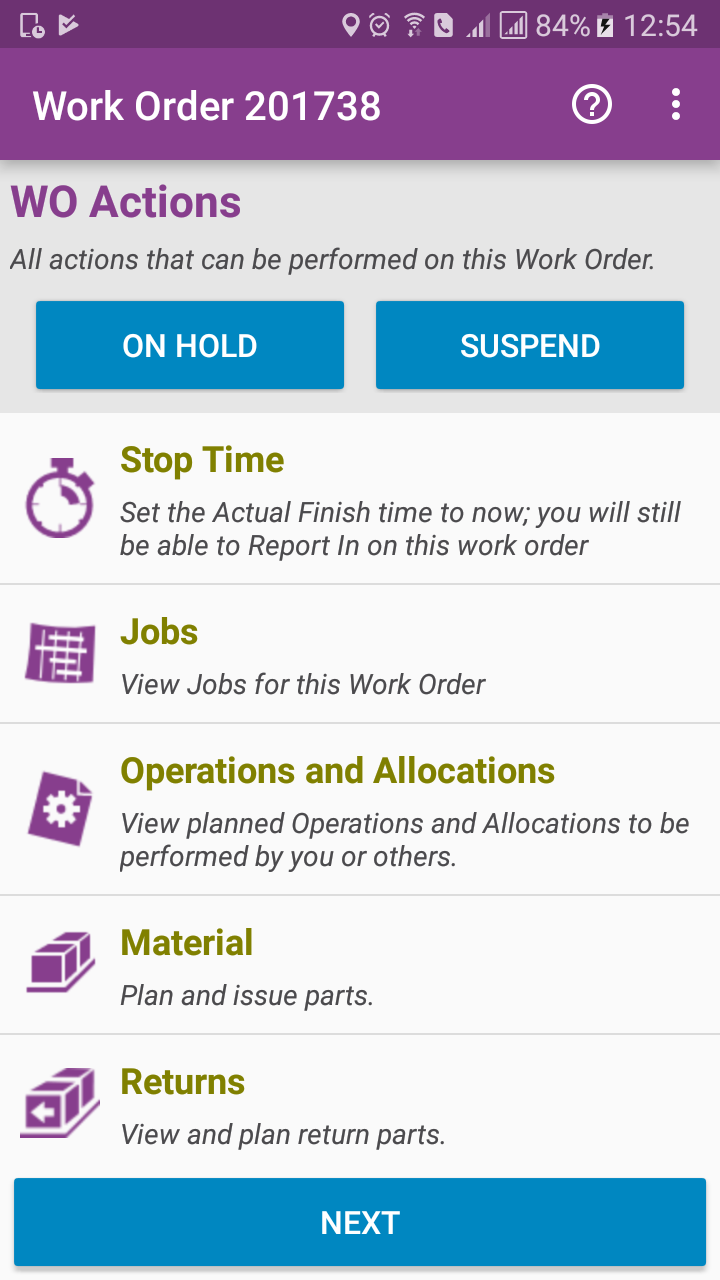 84% 12:54
Work Order 201738
WO Actions
All actions that can be performed on this Work Order.
ON HOLD SUSPEND
Stop Time
Set the Actual Finish time to now; you will still
be able to Report In on this work order
Jobs
View Jobs for this Work Order
Operations and Allocations
View planned Operations and Allocations to be
performed by you or others.
Material
Plan and issue parts.
Returns
View and plan return parts.
NEXT